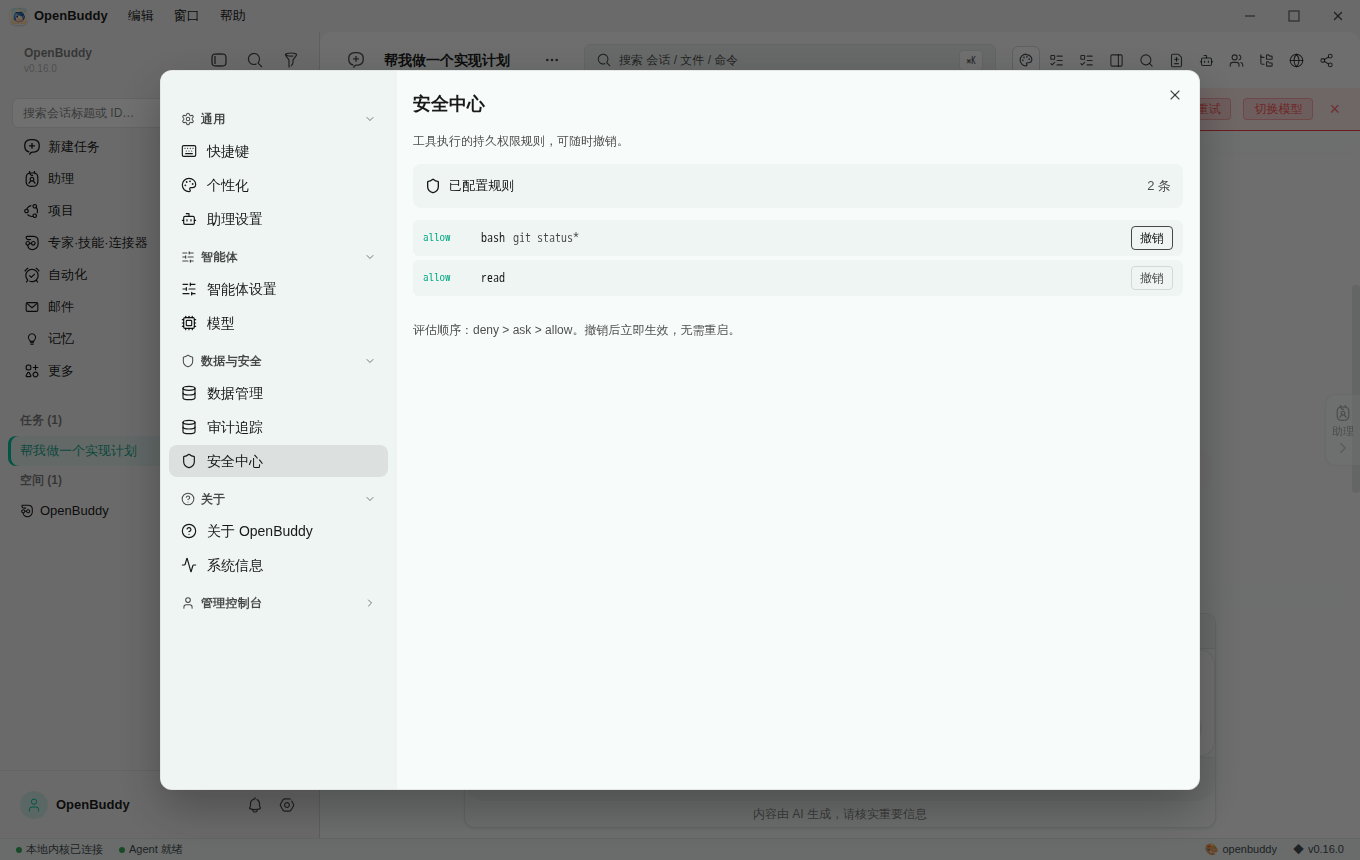 OpenBuddy 编辑 窗口 帮助
OpenBuddy
v0.16.0
帮我做一个实现计划
搜索 会话 / 文件 / 命令
⌘K
搜索会话标题或 ID…
重试 切换模型
新建任务
助理
项目
专家·技能·连接器
自动化
邮件
记忆
更多
任务 (1)
帮我做一个实现计划
空间 (1)
OpenBuddy
OpenBuddy
通用
快捷键
个性化
助理设置
智能体
智能体设置
模型
数据与安全
数据管理
审计追踪
安全中心
关于
关于 OpenBuddy
系统信息
管理控制台
安全中心
工具执行的持久权限规则，可随时撤销。
已配置规则 2 条
allow bash git status* 撤销
allow read 撤销
评估顺序：deny > ask > allow。撤销后立即生效，无需重启。
助理
内容由 AI 生成，请核实重要信息
本地内核已连接 Agent 就绪 openbuddy v0.16.0